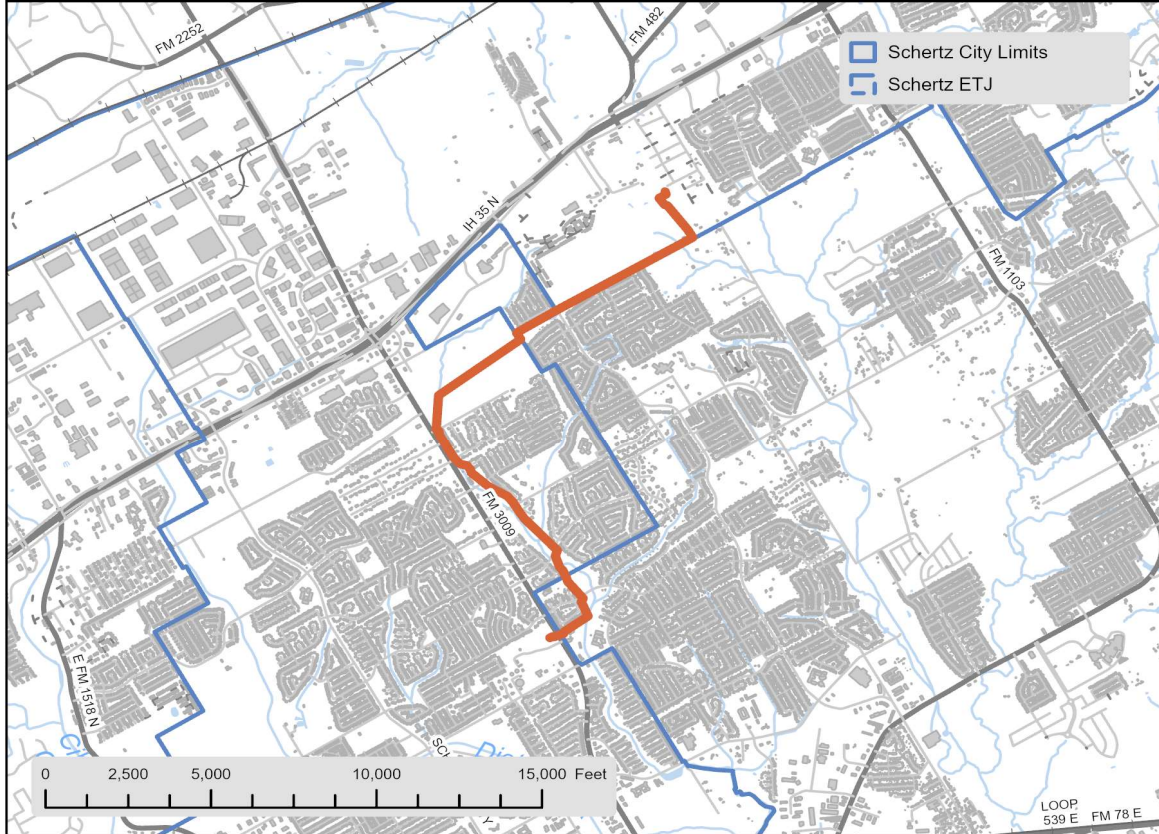 FM 2252
FM 482
Schertz City Limits
Schertz ETJ
IH 35 N
FM 1103
FM 3009
E FM 1518 N
0 2,500 5,000 10,000 15,000 Feet
LOOP
539 E FM 78 E